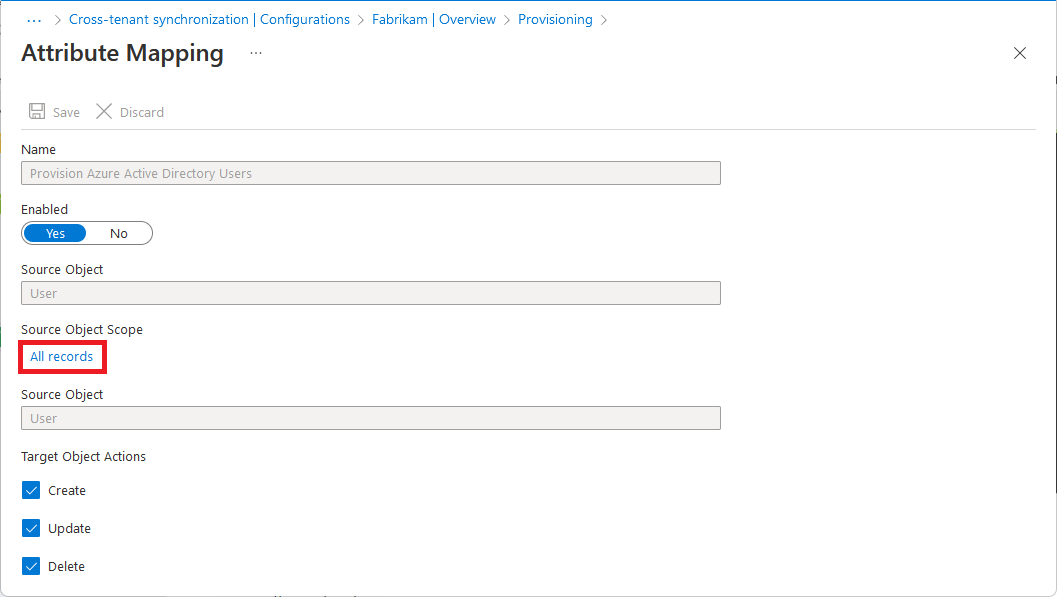 ... > Cross-tenant synchronization | Configurations > Fabrikam | Overview > Provisioning >
Attribute Mapping ...
Save Discard
Name
Provision Azure Active Directory Users
Enabled
Yes No
Source Object
User
Source Object Scope
All records
Source Object
User
Target Object Actions
Create
Update
Delete